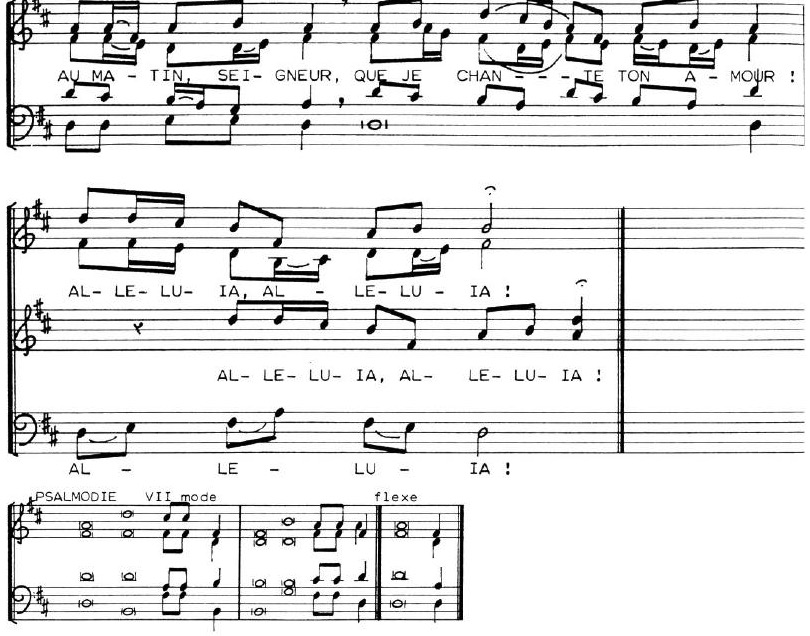 AU MA - TIN, SEI- GNEUR, QUE JE CHAN - - - TE TON A - MOUR !
AL- LE- LU- IA, AL - LE- LU - IA !
AL- LE- LU- IA, AL- LE- LU- IA !
AL - LE - LU - IA !
PSALMODIE VII mode flexe